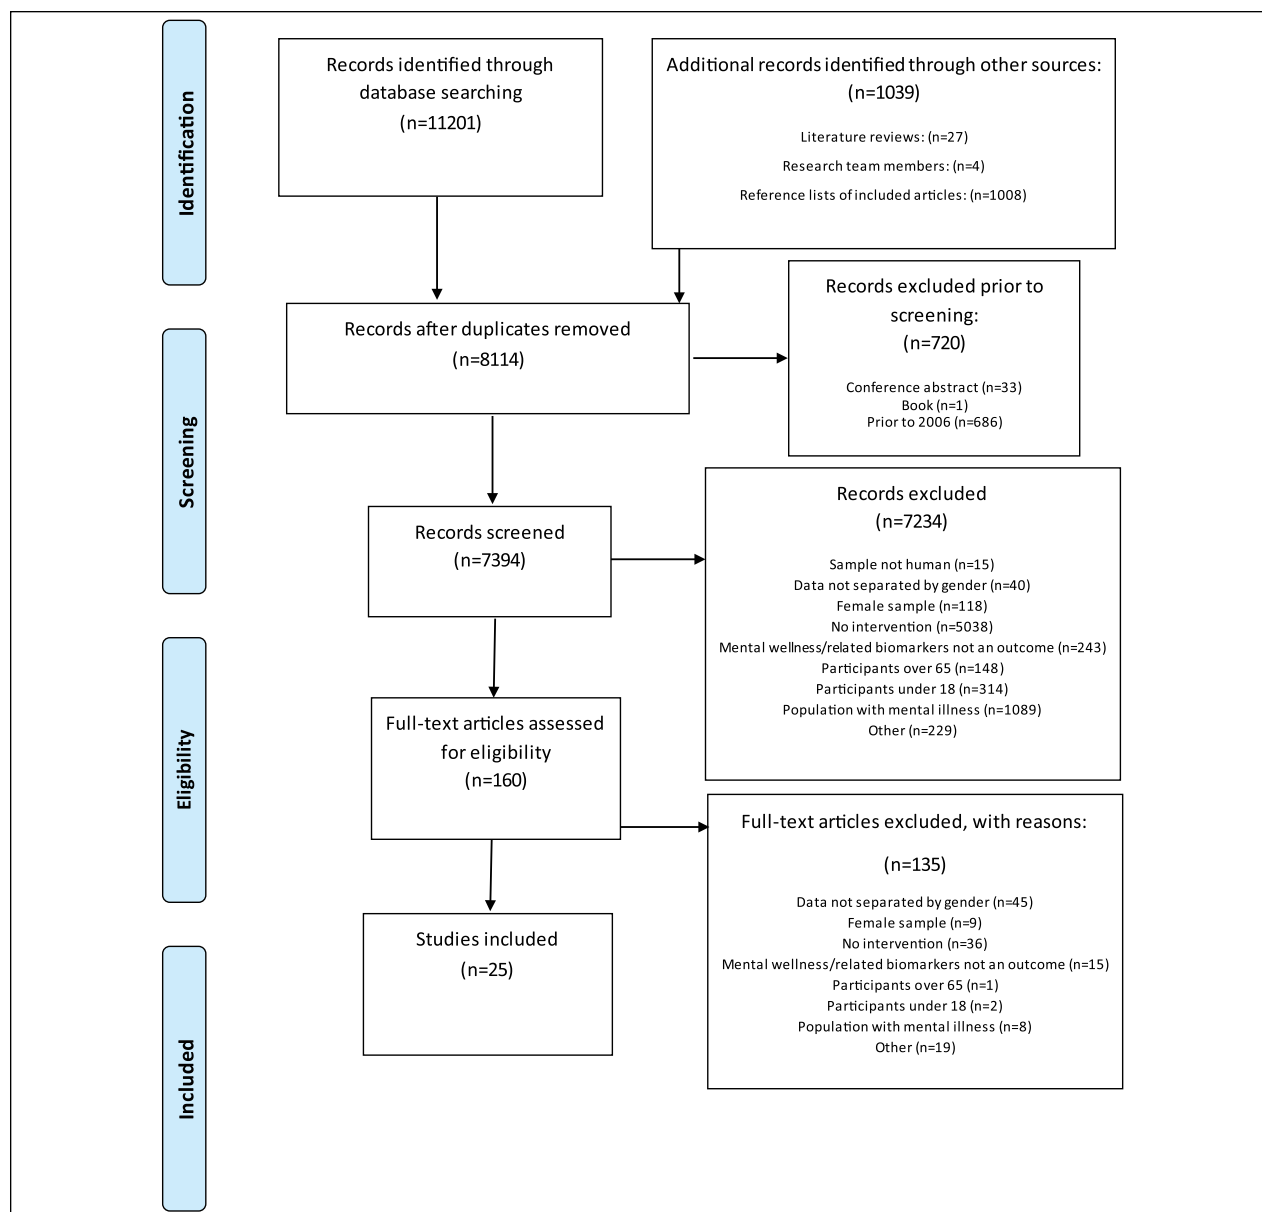 Identification
Records identified through
database searching
(n=11201)
Additional records identified through other sources:
(n=1039)
Literature reviews: (n=27)
Research team members: (n=4)
Reference lists of included articles: (n=1008)
Screening
Records after duplicates removed
(n=8114)
Records excluded prior to
screening:
(n=720)
Conference abstract (n=33)
Book (n=1)
Prior to 2006 (n=686)
Records screened
(n=7394)
Records excluded
(n=7234)
Sample not human (n=15)
Data not separated by gender (n=40)
Female sample (n=118)
No intervention (n=5038)
Mental wellness/related biomarkers not an outcome (n=243)
Participants over 65 (n=148)
Participants under 18 (n=314)
Population with mental illness (n=1089)
Other (n=229)
Eligibility
Full-text articles assessed
for eligibility
(n=160)
Full-text articles excluded, with reasons:
(n=135)
Data not separated by gender (n=45)
Female sample (n=9)
No intervention (n=36)
Mental wellness/related biomarkers not an outcome (n=15)
Participants over 65 (n=1)
Participants under 18 (n=2)
Population with mental illness (n=8)
Other (n=19)
Included
Studies included
(n=25)